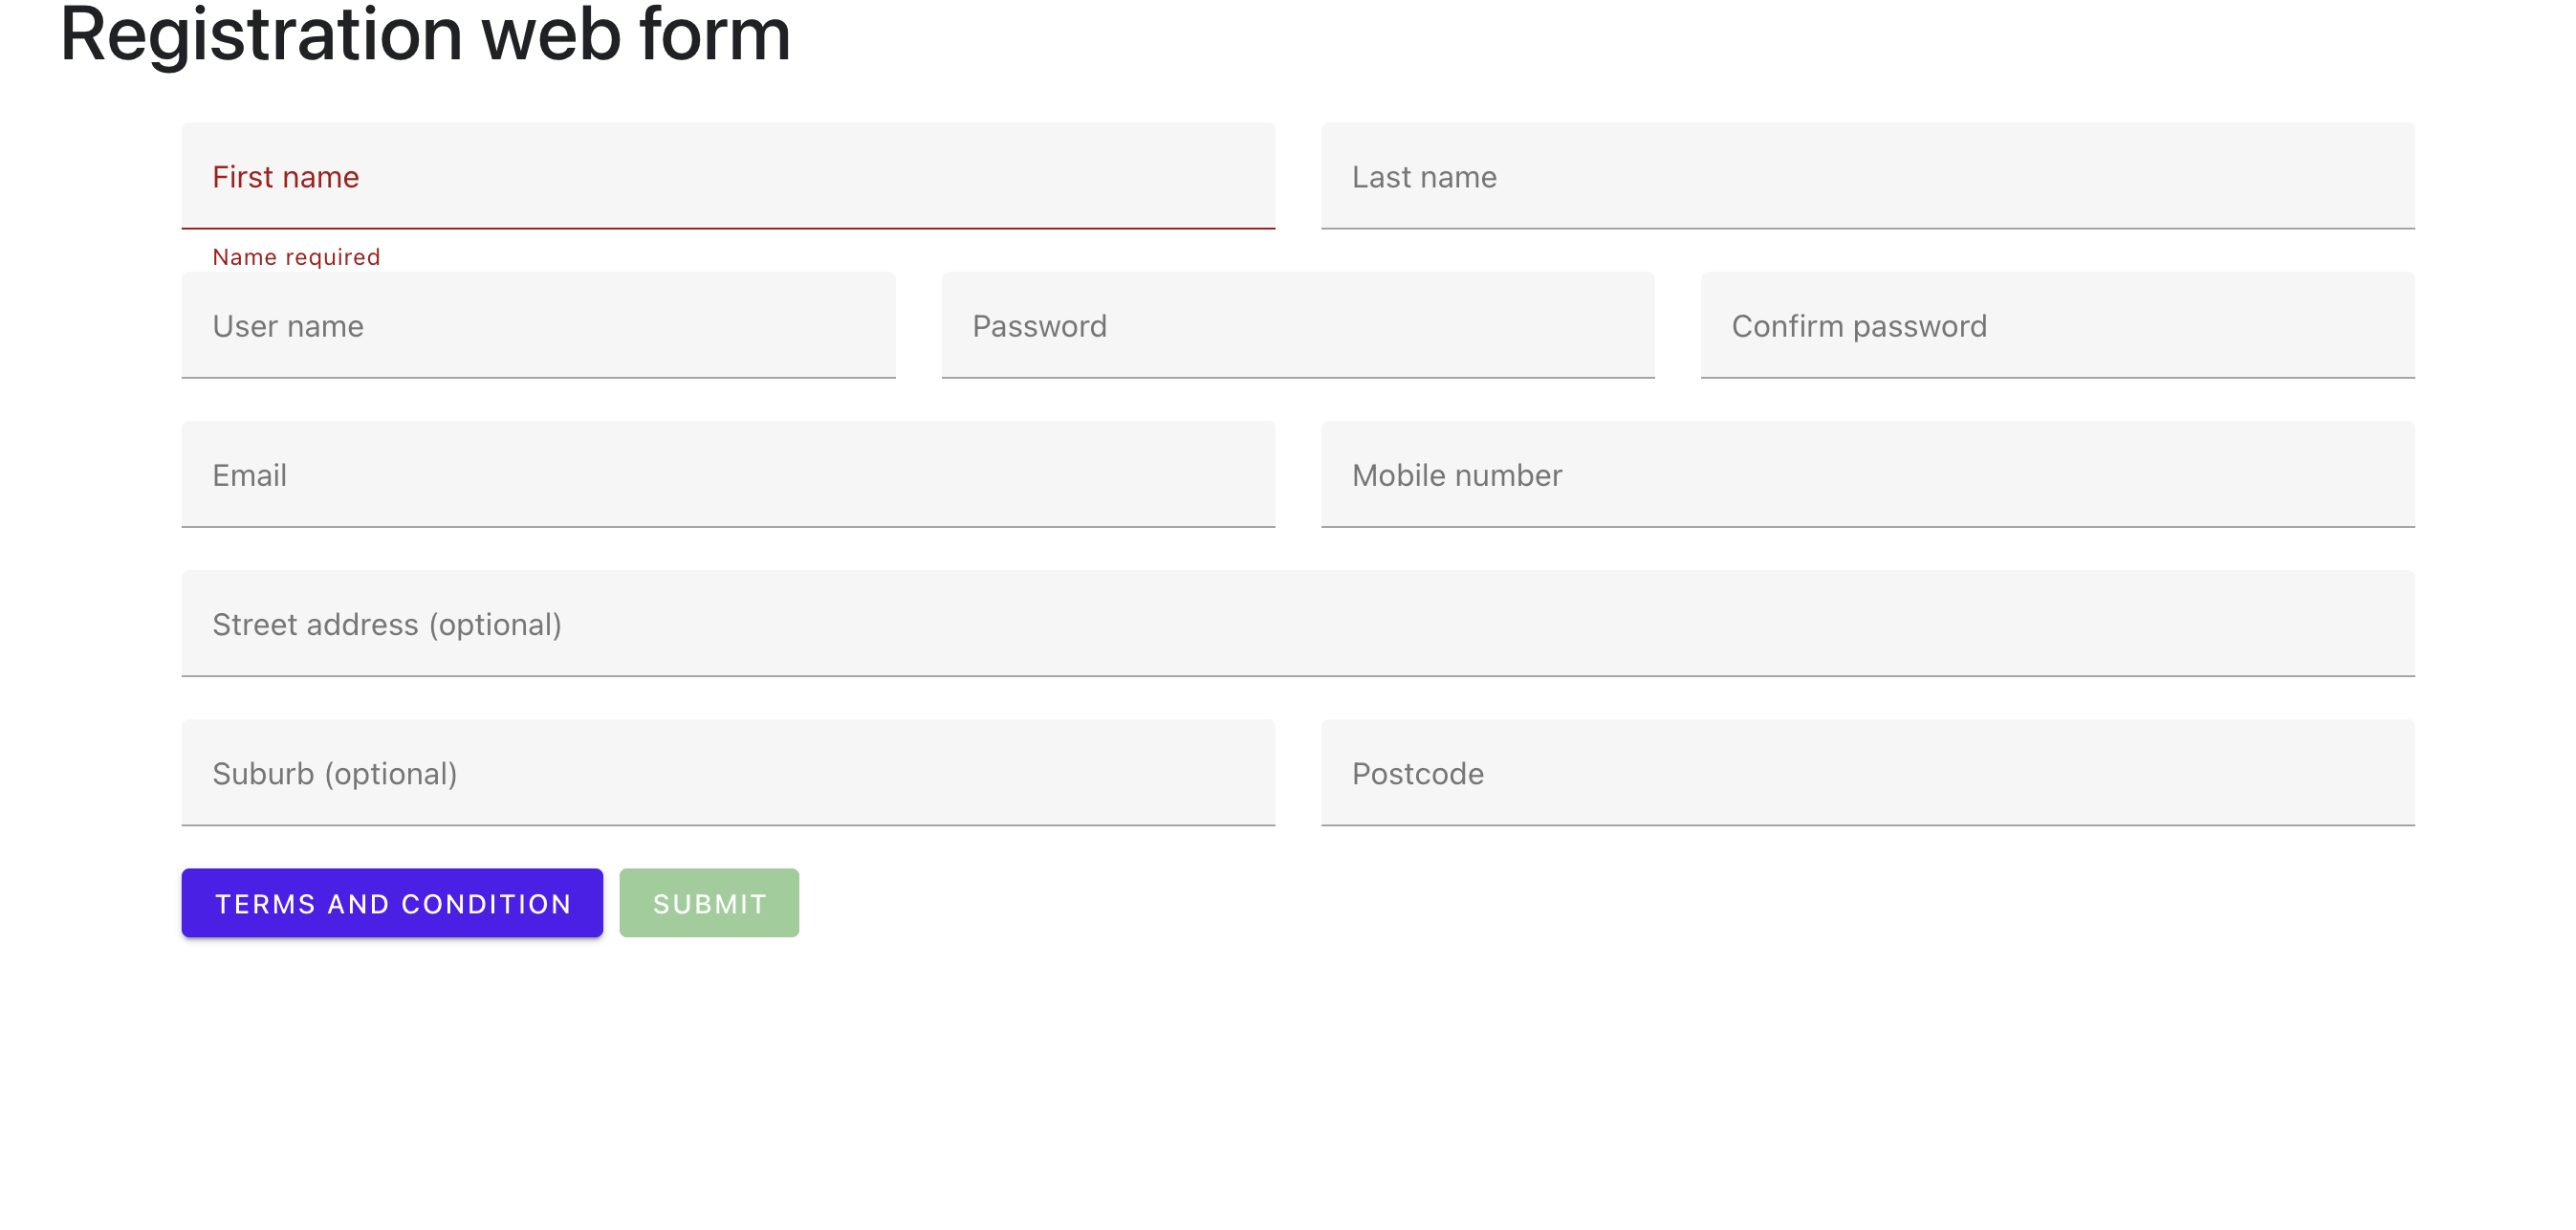 Registration web form
First name
Last name
Name required
User name
Password
Confirm password
Email
Mobile number
Street address (optional)
Suburb (optional)
Postcode
TERMS AND CONDITION
SUBMIT